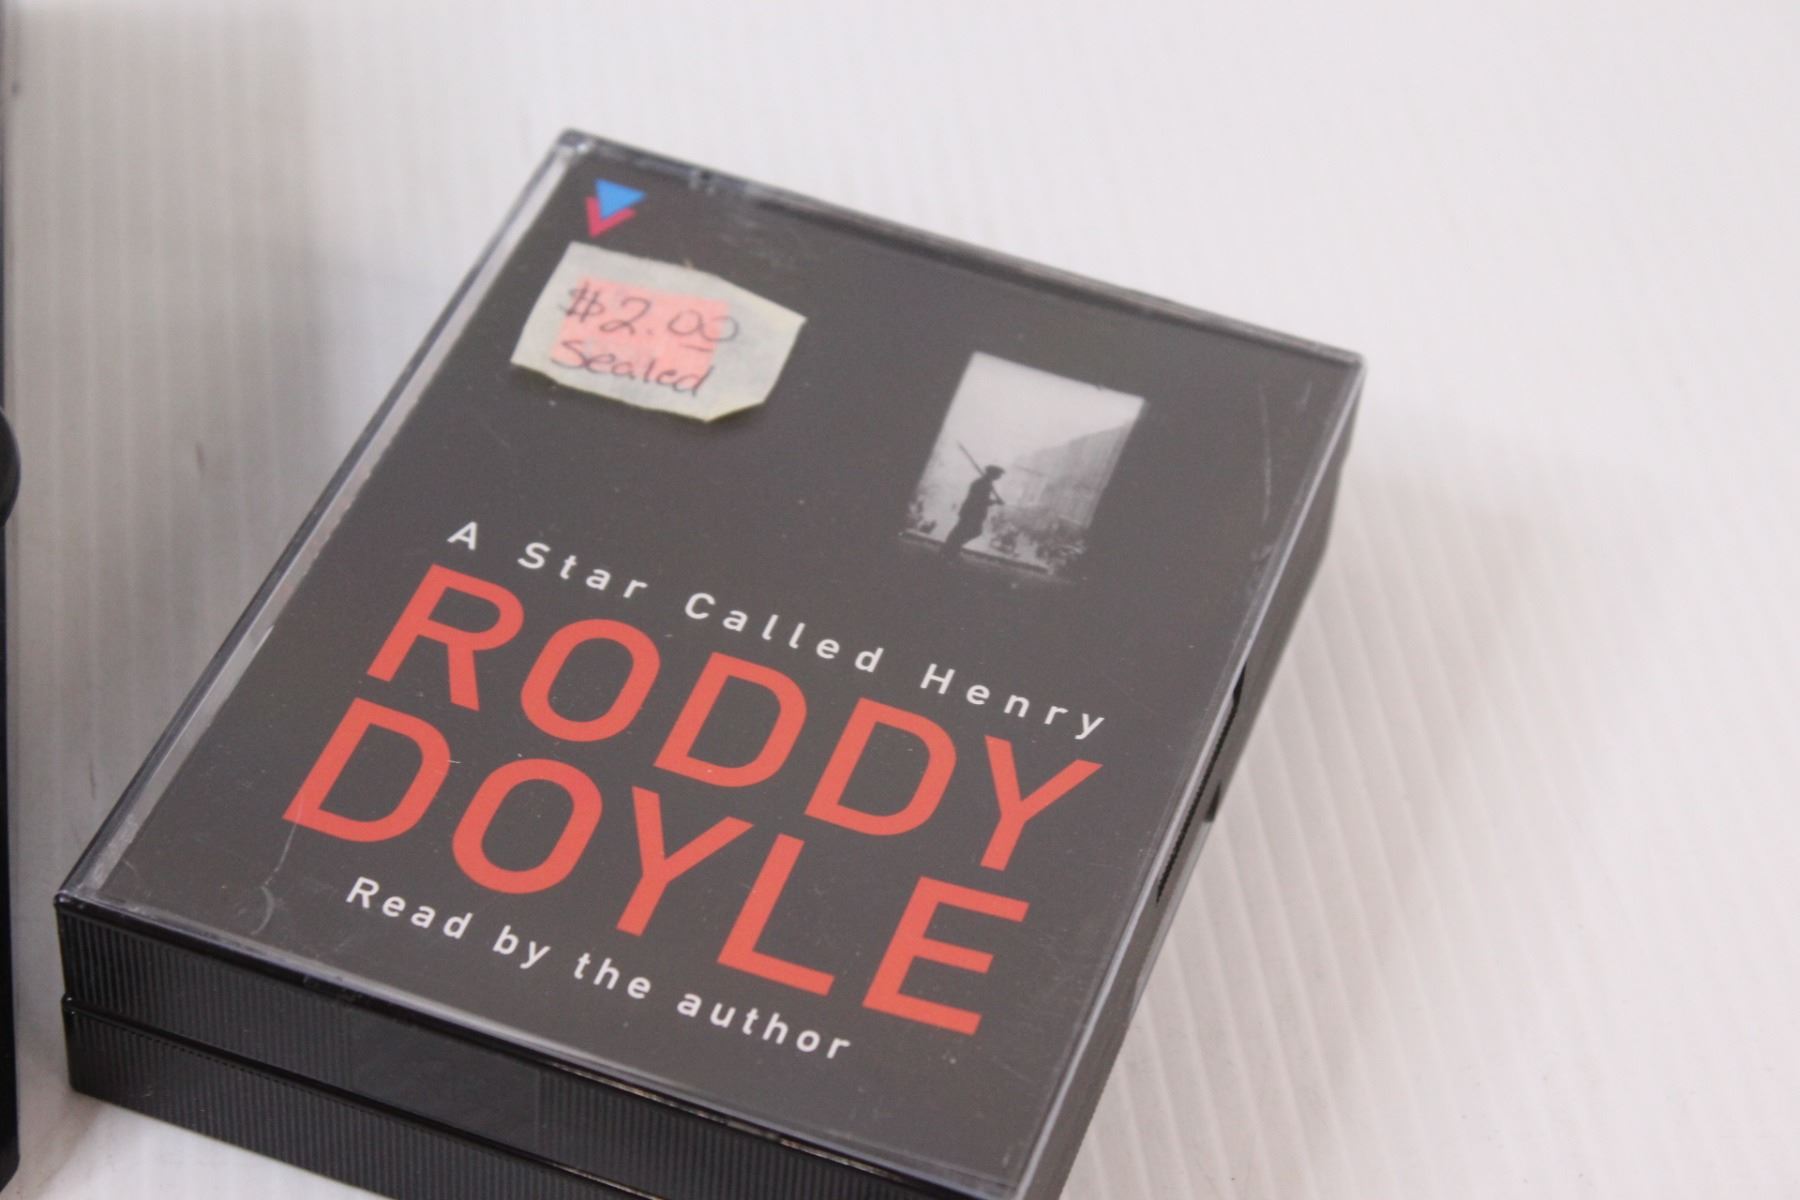 $2.00
Sealed
A Star Called Henry
RODDY
DOYLE
Read by the author